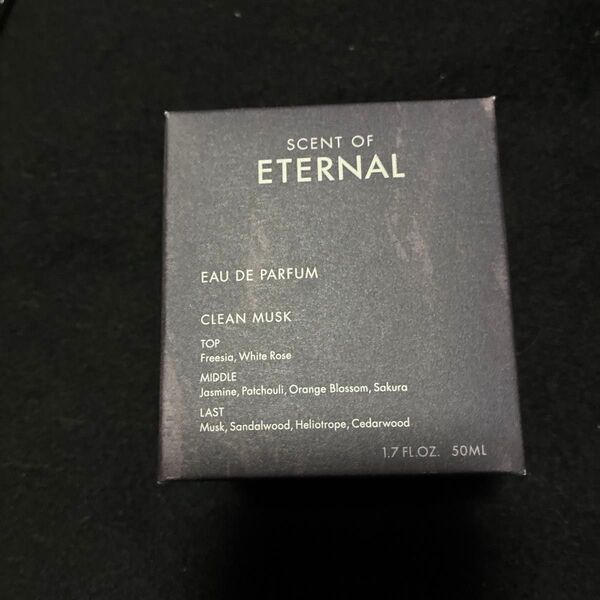 SCENT OF
ETERNAL
EAU DE PARFUM
CLEAN MUSK
TOP
Freesia, White Rose
MIDDLE
Jasmine, Patchouli, Orange Blossom, Sakura
LAST
Musk, Sandalwood, Heliotrope, Cedarwood
1.7 FL.OZ. 50ML